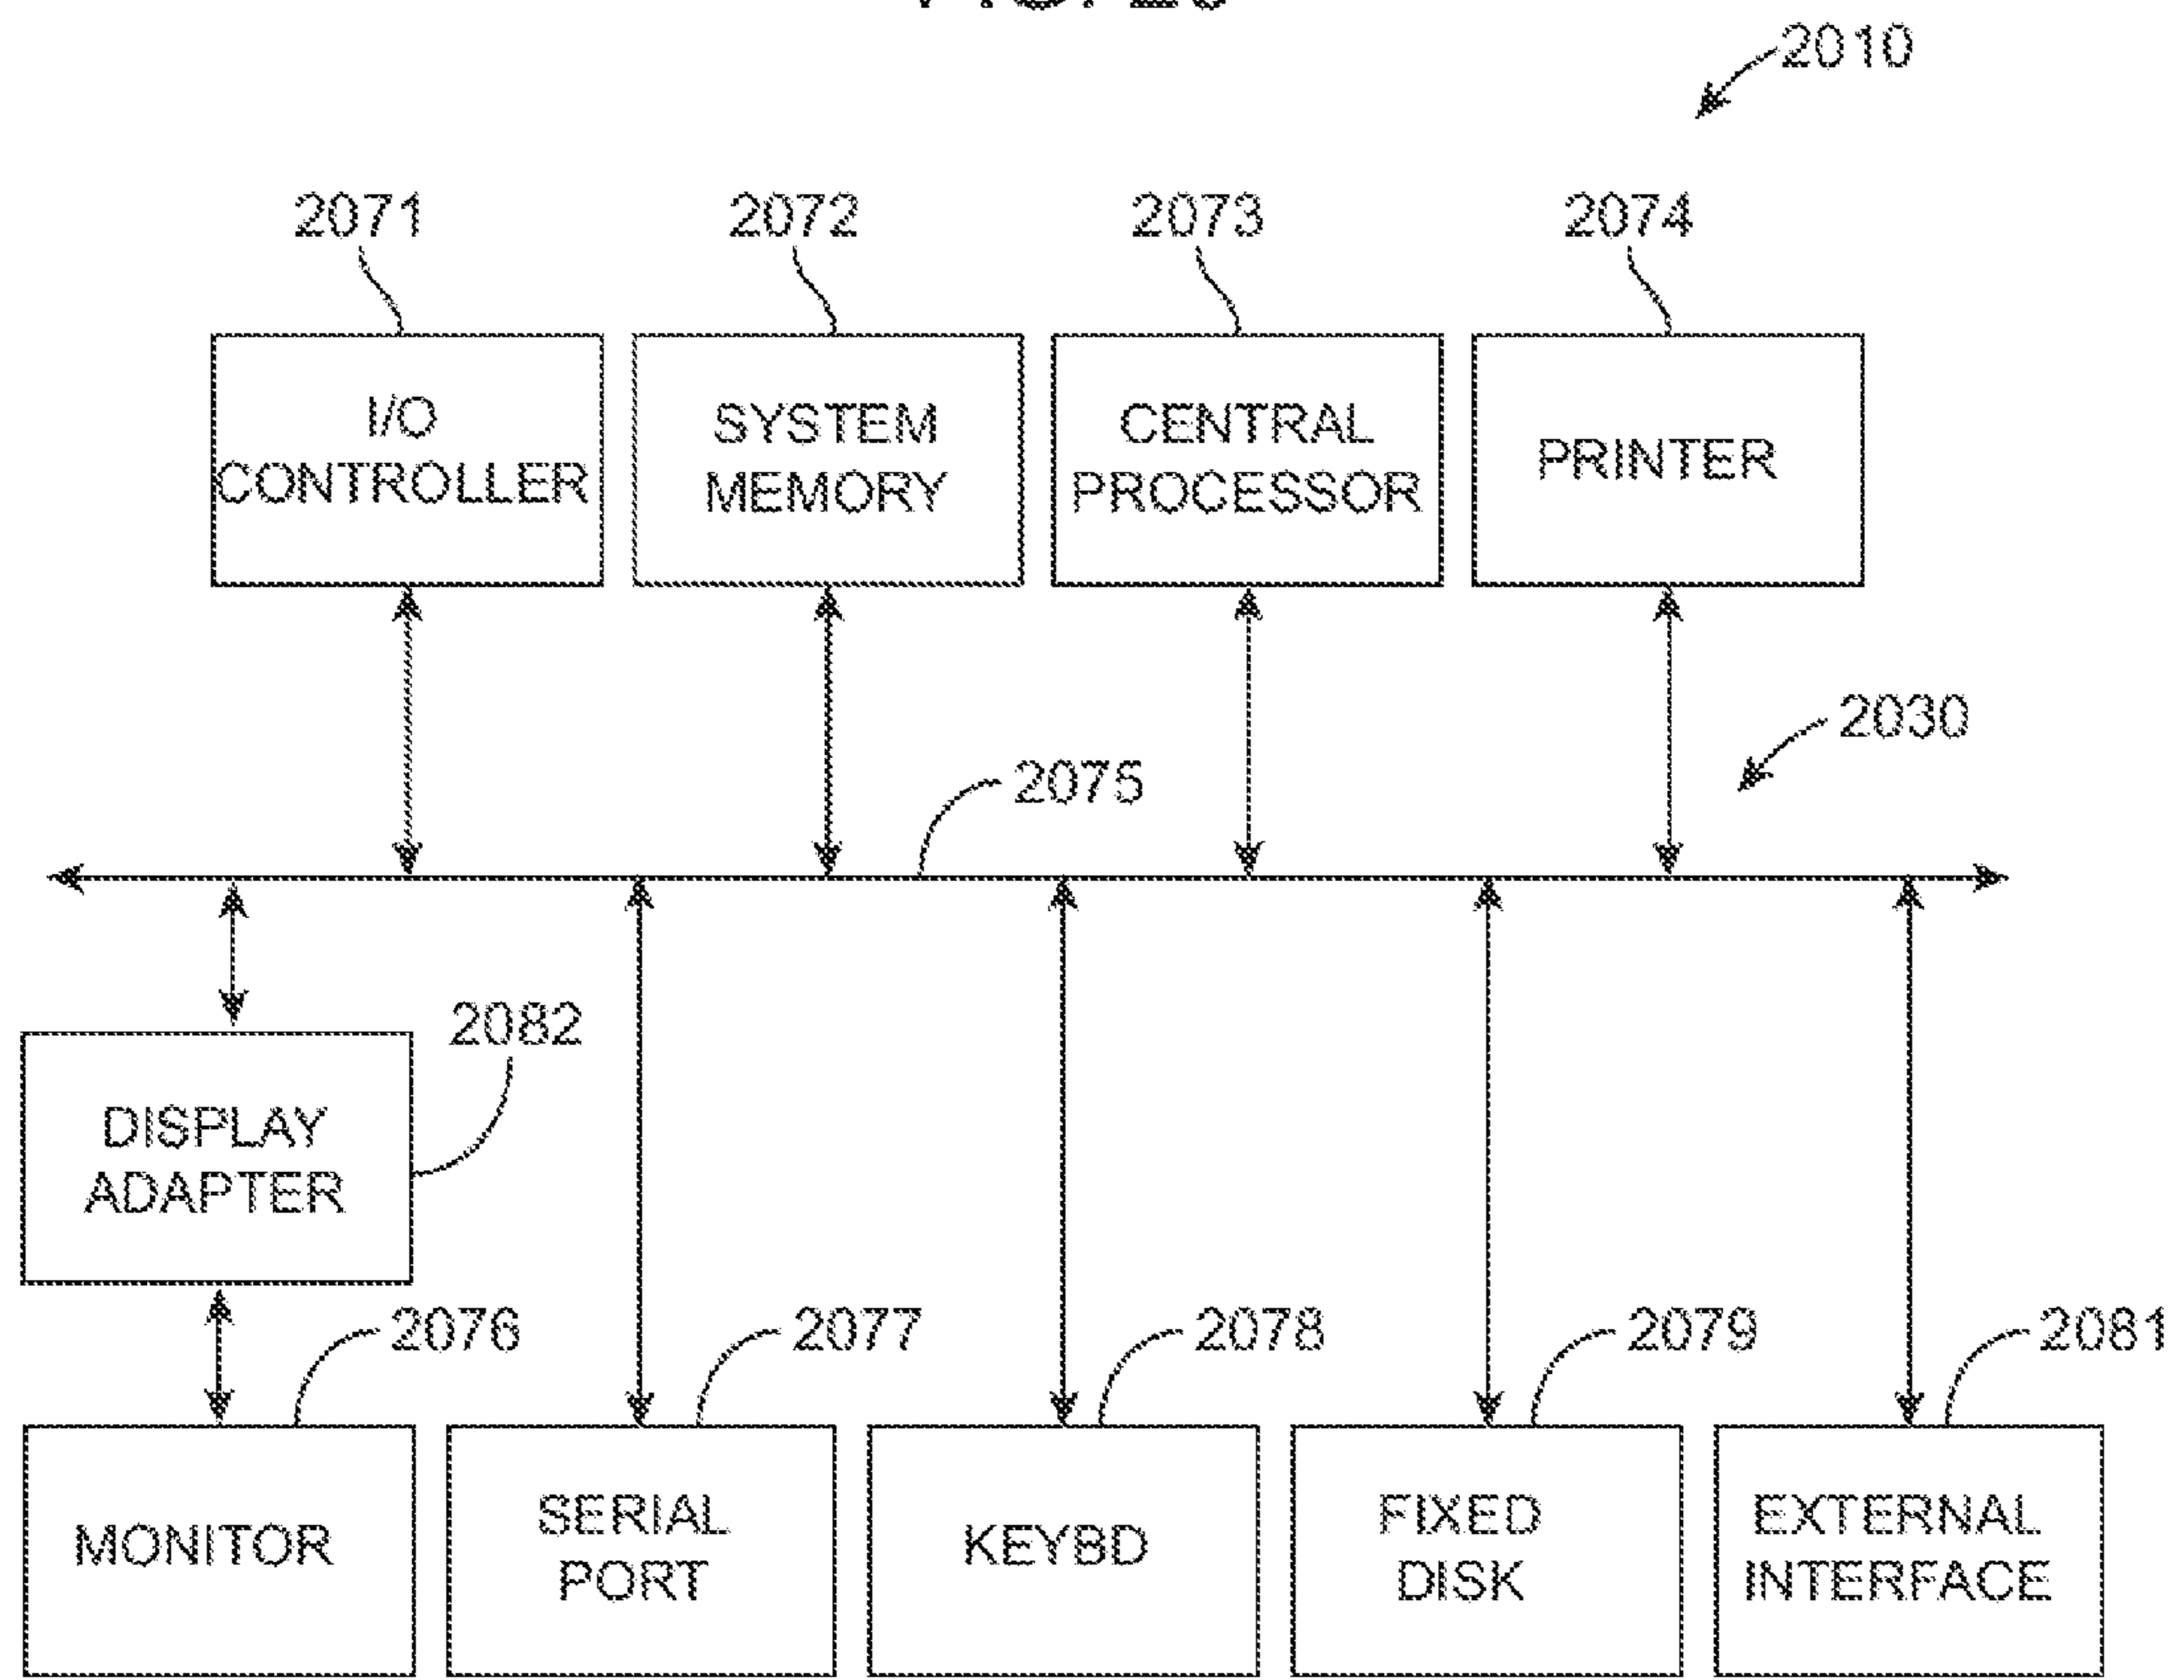 2010
2071
2072
2073
2074
I/O
CONTROLLER
SYSTEM
MEMORY
CENTRAL
PROCESSOR
PRINTER
2030
2075
2082
DISPLAY
ADAPTER
2076
2077
2078
2079
2081
MONITOR
SERIAL
PORT
KEYBD
FIXED
DISK
EXTERNAL
INTERFACE